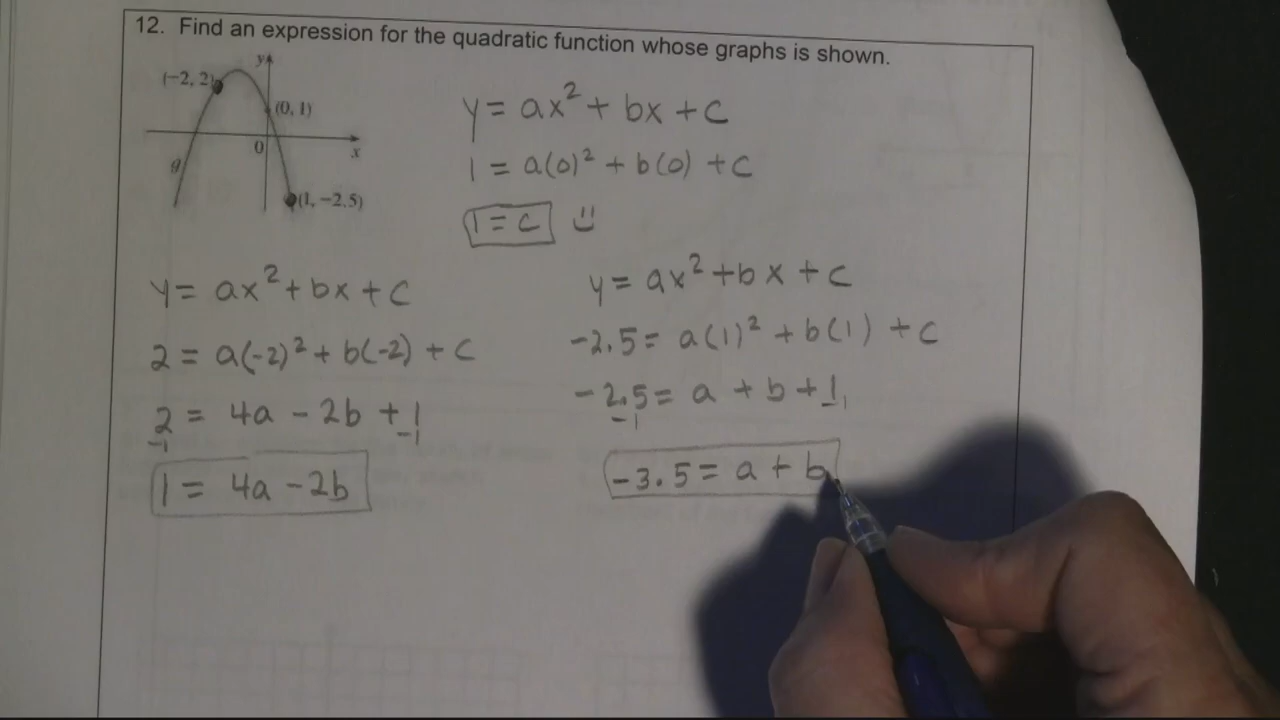 12. Find an expression for the quadratic function whose graphs is shown.
y
(-2, 2)
(0, 1)
0
x
g
(1, -2.5)
y = ax² + bx + c
1 = a(0)² + b(0) + c
1 = c
y = ax² + bx + c
2 = a(-2)² + b(-2) + c
2 = 4a - 2b + 1
-1 -1
1 = 4a - 2b
y = ax² + bx + c
-2.5 = a(1)² + b(1) + c
-2.5 = a + b + 1
-1 -1
-3.5 = a + b